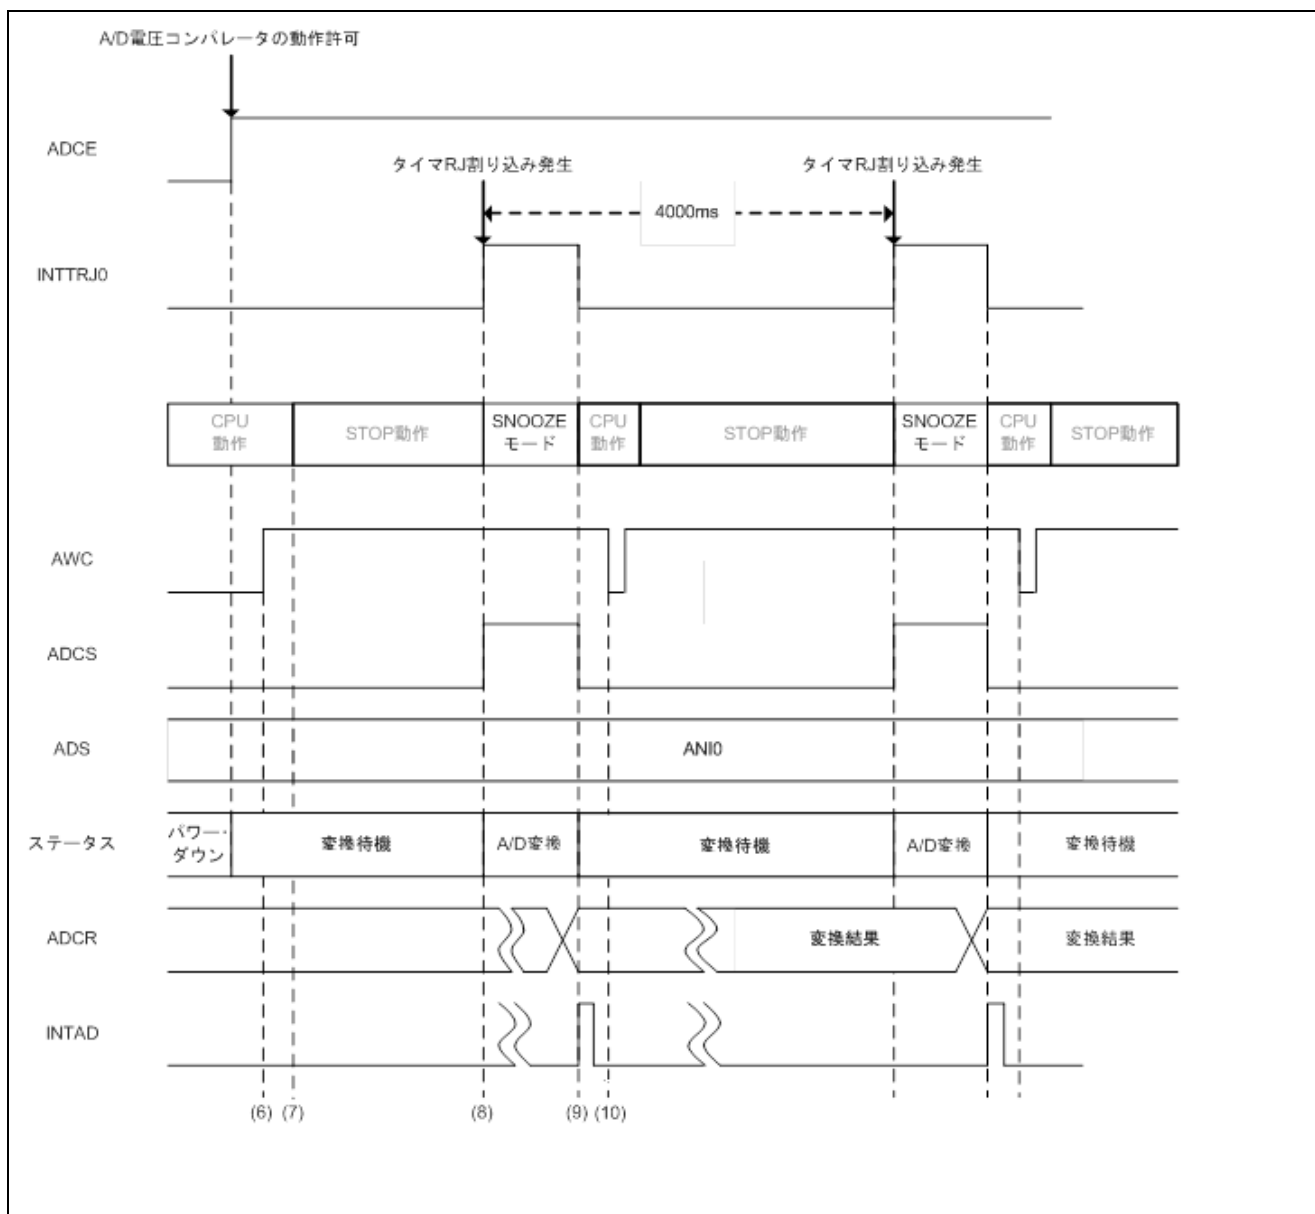 A/D電圧コンパレータの動作許可
ADCE
タイマRJ割り込み発生
タイマRJ割り込み発生
4000ms
INTTRJ0
CPU
動作
STOP動作
SNOOZE
モード
CPU
動作
STOP動作
SNOOZE
モード
CPU
動作
STOP動作
AWC
ADCS
ADS
ANI0
ステータス
パワー・
ダウン
変換待機
A/D変換
変換待機
A/D変換
変換待機
ADCR
変換結果
変換結果
INTAD
(6) (7) (8) (9) (10)